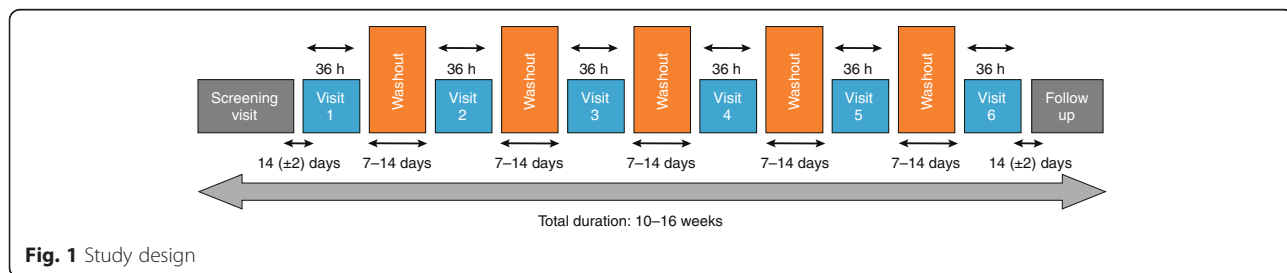 36 h 36 h 36 h 36 h 36 h 36 h
Screening visit
Visit 1
Washout
Visit 2
Washout
Visit 3
Washout
Visit 4
Washout
Visit 5
Washout
Visit 6
Follow up
14 (±2) days 7–14 days 7–14 days 7–14 days 7–14 days 7–14 days 14 (±2) days
Total duration: 10–16 weeks
Fig. 1 Study design